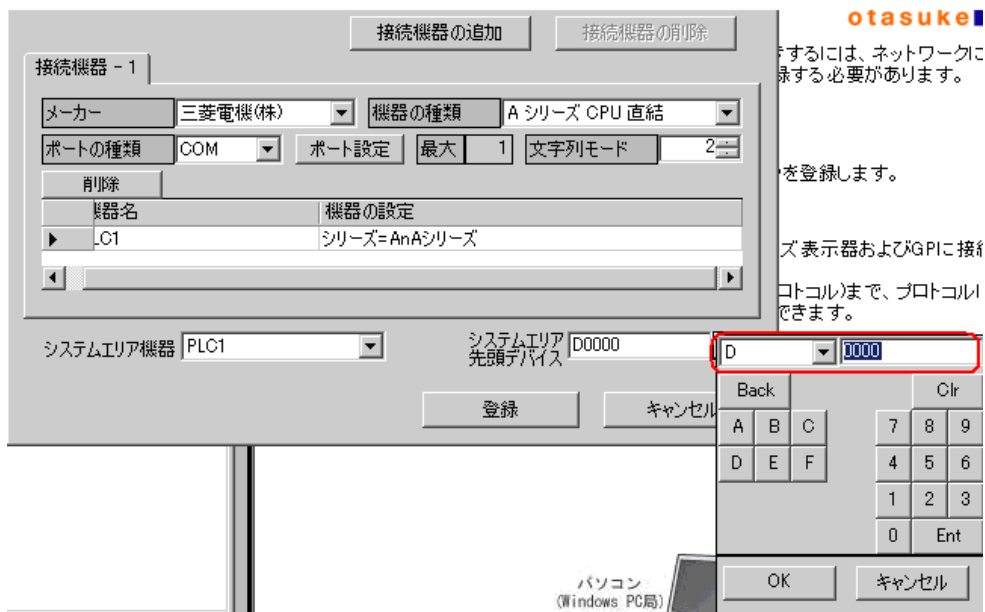 otasuke
接続機器の追加 接続機器の削除
するには、ネットワークに
録する必要があります。
接続機器 - 1
メーカー 三菱電機(株) 機器の種類 A シリーズ CPU 直結
ポートの種類 COM ポート設定 最大 1 文字列モード 2
削除
器名 機器の設定
LC1 シリーズ=AnAシリーズ
を登録します。
ズ表示器およびGPIに接続
ロトコル)まで、プロトコル
できます。
システムエリア機器 PLC1 システムエリア
先頭デバイス D0000
D 0000
登録 キャンセル
Back Clr
A B C 7 8 9
D E F 4 5 6
1 2 3
0 Ent
OK キャンセル
パソコン
(Windows PC局)